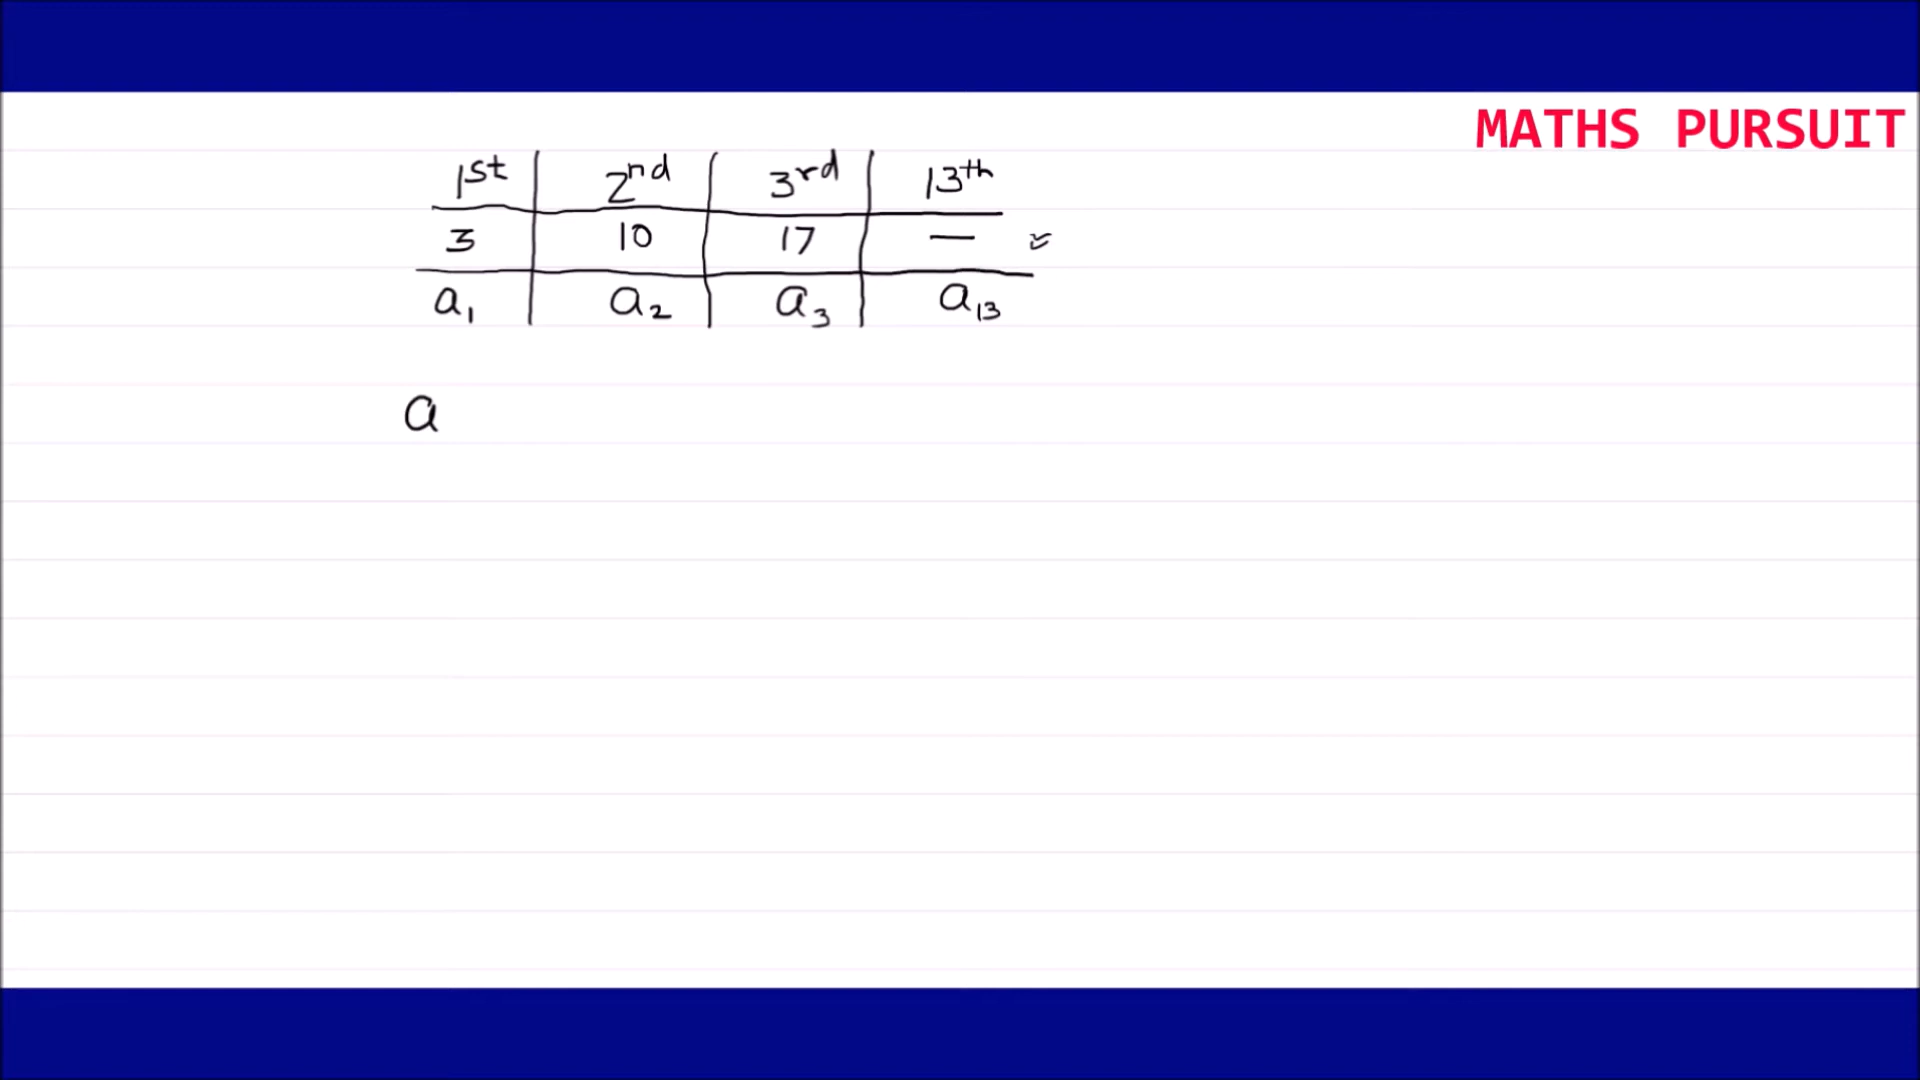 MATHS PURSUIT
1st 2nd 3rd 13th
3 10 17 —
a₁ a₂ a₃ a₁₃
a